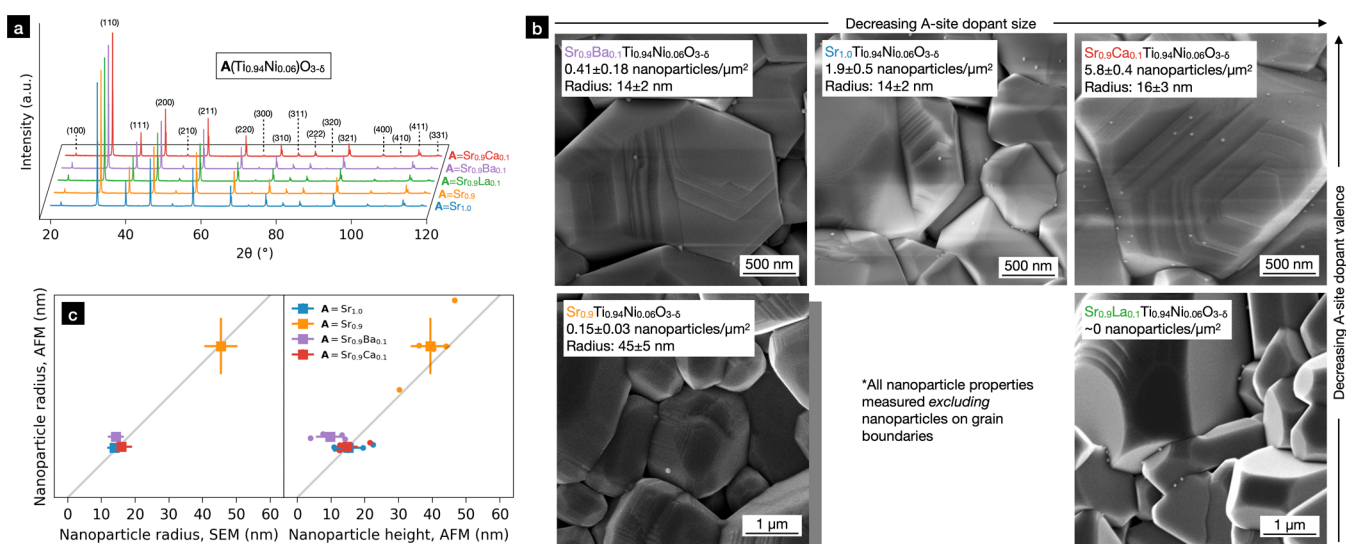 a
Intensity (a.u.)
A(Ti₀.₉₄Ni₀.₀₆)O₃₋δ
(100)
(110)
(111)
(200)
(210)
(211)
(220)
(300)
(310)
(311)
(222)
(320)
(321)
(400)
(410)
(411)
(331)
A=Sr₀.₉Ca₀.₁
A=Sr₀.₉Ba₀.₁
A=Sr₀.₉La₀.₁
A=Sr₀.₉
A=Sr₁.₀
20 40 60 80 100 120
2θ (°)
b
Decreasing A-site dopant size
Decreasing A-site dopant valence
Sr₀.₉Ba₀.₁Ti₀.₉₄Ni₀.₀₆O₃₋δ
0.41±0.18 nanoparticles/µm²
Radius: 14±2 nm
500 nm
Sr₁.₀Ti₀.₉₄Ni₀.₀₆O₃₋δ
1.9±0.5 nanoparticles/µm²
Radius: 14±2 nm
500 nm
Sr₀.₉Ca₀.₁Ti₀.₉₄Ni₀.₀₆O₃₋δ
5.8±0.4 nanoparticles/µm²
Radius: 16±3 nm
500 nm
Sr₀.₉Ti₀.₉₄Ni₀.₀₆O₃₋δ
0.15±0.03 nanoparticles/µm²
Radius: 45±5 nm
1 µm
*All nanoparticle properties
measured excluding
nanoparticles on grain
boundaries
Sr₀.₉La₀.₁Ti₀.₉₄Ni₀.₀₆O₃₋δ
~0 nanoparticles/µm²
1 µm
c
Nanoparticle radius, AFM (nm)
A = Sr₁.₀
A = Sr₀.₉
A = Sr₀.₉Ba₀.₁
A = Sr₀.₉Ca₀.₁
0 10 20 30 40 50 60
0 10 20 30 40 50 60
Nanoparticle radius, SEM (nm)
Nanoparticle height, AFM (nm)